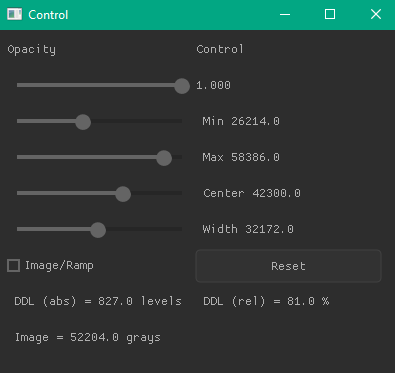 Control
Opacity Control
1.000
Min 26214.0
Max 58386.0
Center 42300.0
Width 32172.0
Image/Ramp Reset
DDL (abs) = 827.0 levels DDL (rel) = 81.0 %
Image = 52204.0 grays